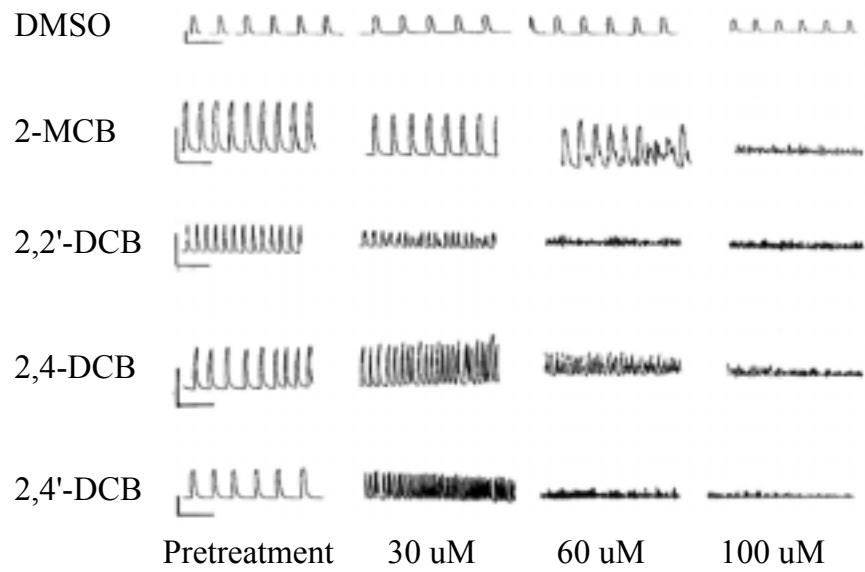 DMSO
2-MCB
2,2'-DCB
2,4-DCB
2,4'-DCB
Pretreatment 30 uM 60 uM 100 uM